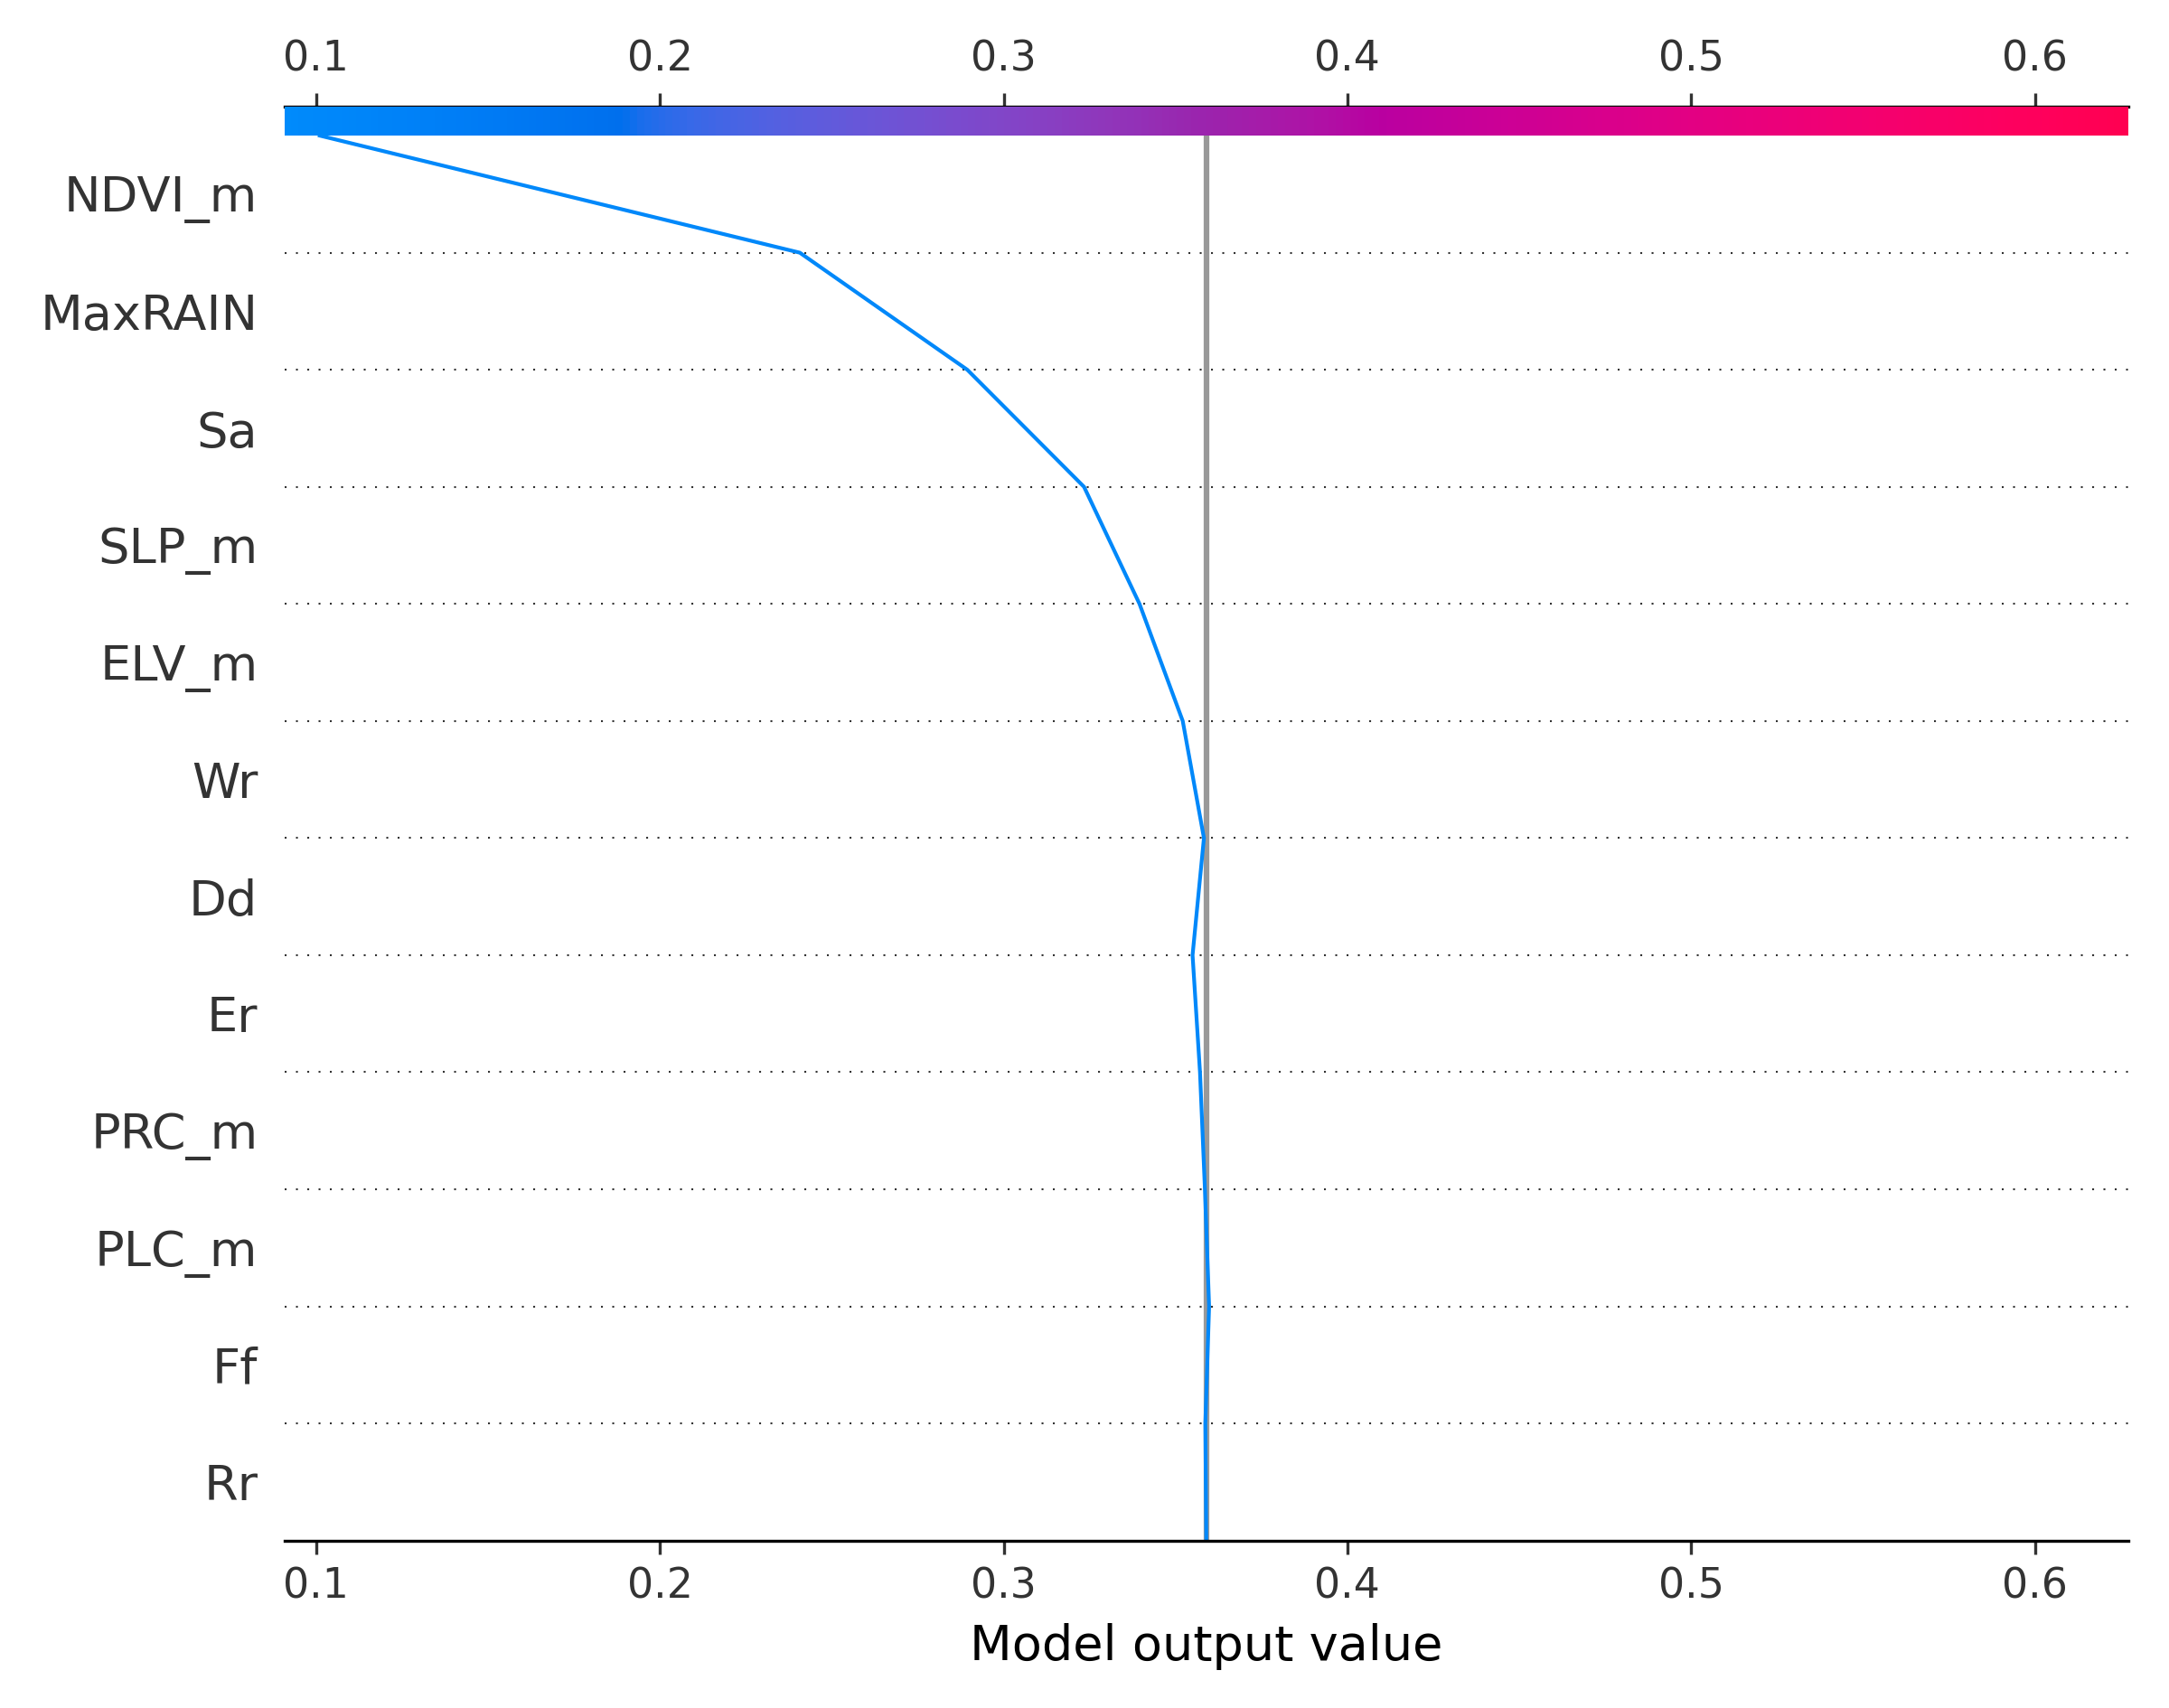 0.1 0.2 0.3 0.4 0.5 0.6
NDVI_m
MaxRAIN
Sa
SLP_m
ELV_m
Wr
Dd
Er
PRC_m
PLC_m
Ff
Rr
0.1 0.2 0.3 0.4 0.5 0.6
Model output value